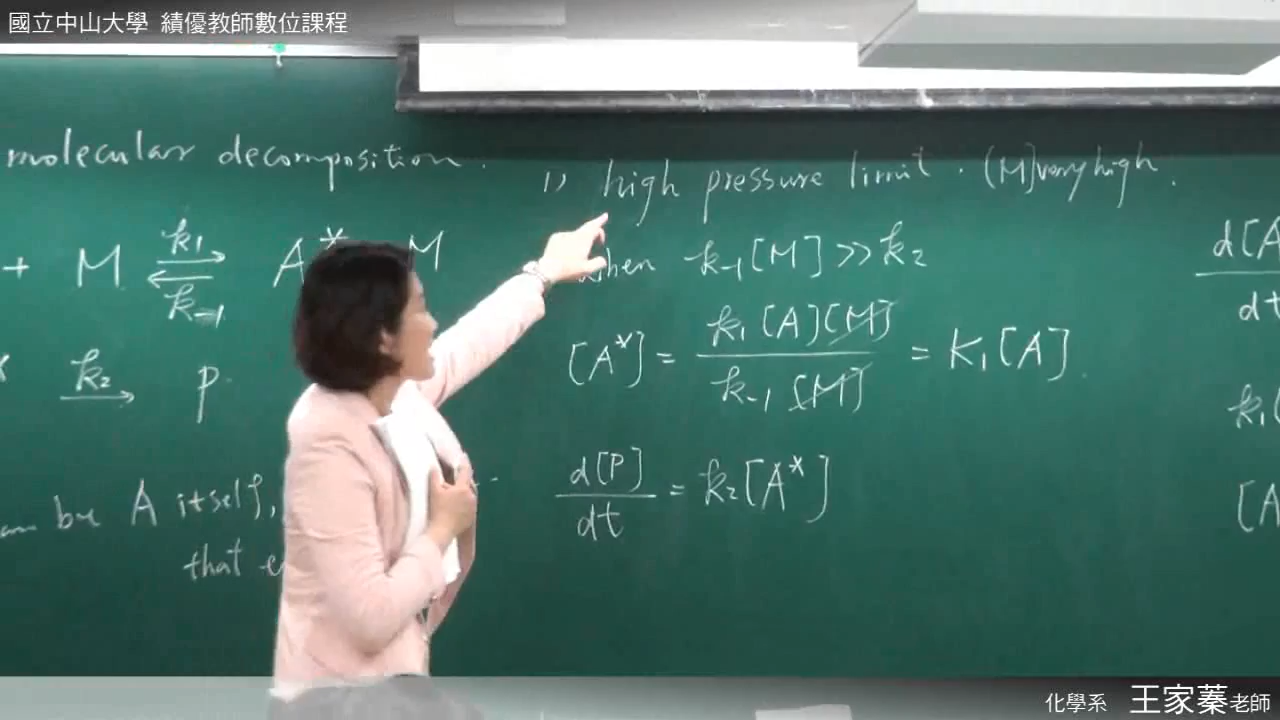 國立中山大學 績優教師數位課程
molecular decomposition.
+ M ⇌ A* M
k₁
k₋₁
k₂ → P.
be A itself,
that
1) high pressure limit. [M] very high.
when k₋₁[M] >> k₂
[A*] = k₁[A][M] / k₋₁[M] = K₁[A].
d[P]/dt = k₂[A*]
d[A
dt
k₁[
[A
化學系 王家蓁老師